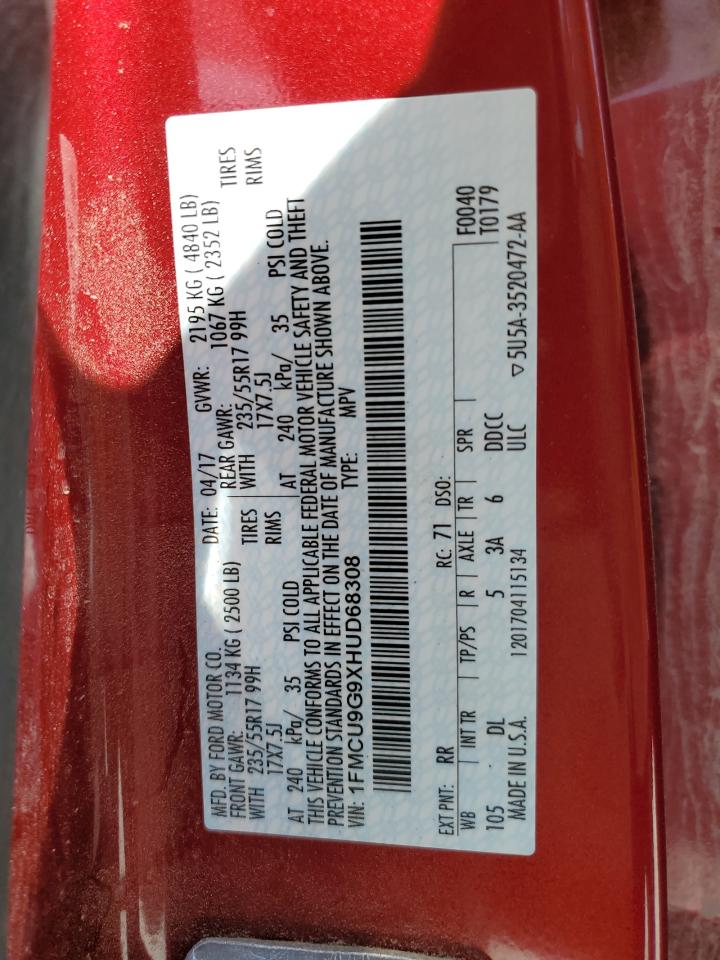 MFD. BY FORD MOTOR CO. DATE: 04/17 GVWR: 2195 KG ( 4840 LB)
FRONT GAWR: 1134 KG ( 2500 LB) REAR GAWR: 1067 KG ( 2352 LB)
WITH 235/55R17 99H TIRES WITH 235/55R17 99H TIRES
17X7.5J RIMS 17X7.5J RIMS
AT 240 kPa/ 35 PSI COLD AT 240 kPa/ 35 PSI COLD
THIS VEHICLE CONFORMS TO ALL APPLICABLE FEDERAL MOTOR VEHICLE SAFETY AND THEFT
PREVENTION STANDARDS IN EFFECT ON THE DATE OF MANUFACTURE SHOWN ABOVE.
VIN: 1FMCU9G9XHUD68308 TYPE: MPV
EXT PNT: RR RC: 71 DSO: F0040
WB INT TR TP/PS R AXLE TR SPR T0179
105 DL 5 3A 6 DDCC
MADE IN U.S.A. 1201704115134 ULC ▽5U5A-3520472-AA